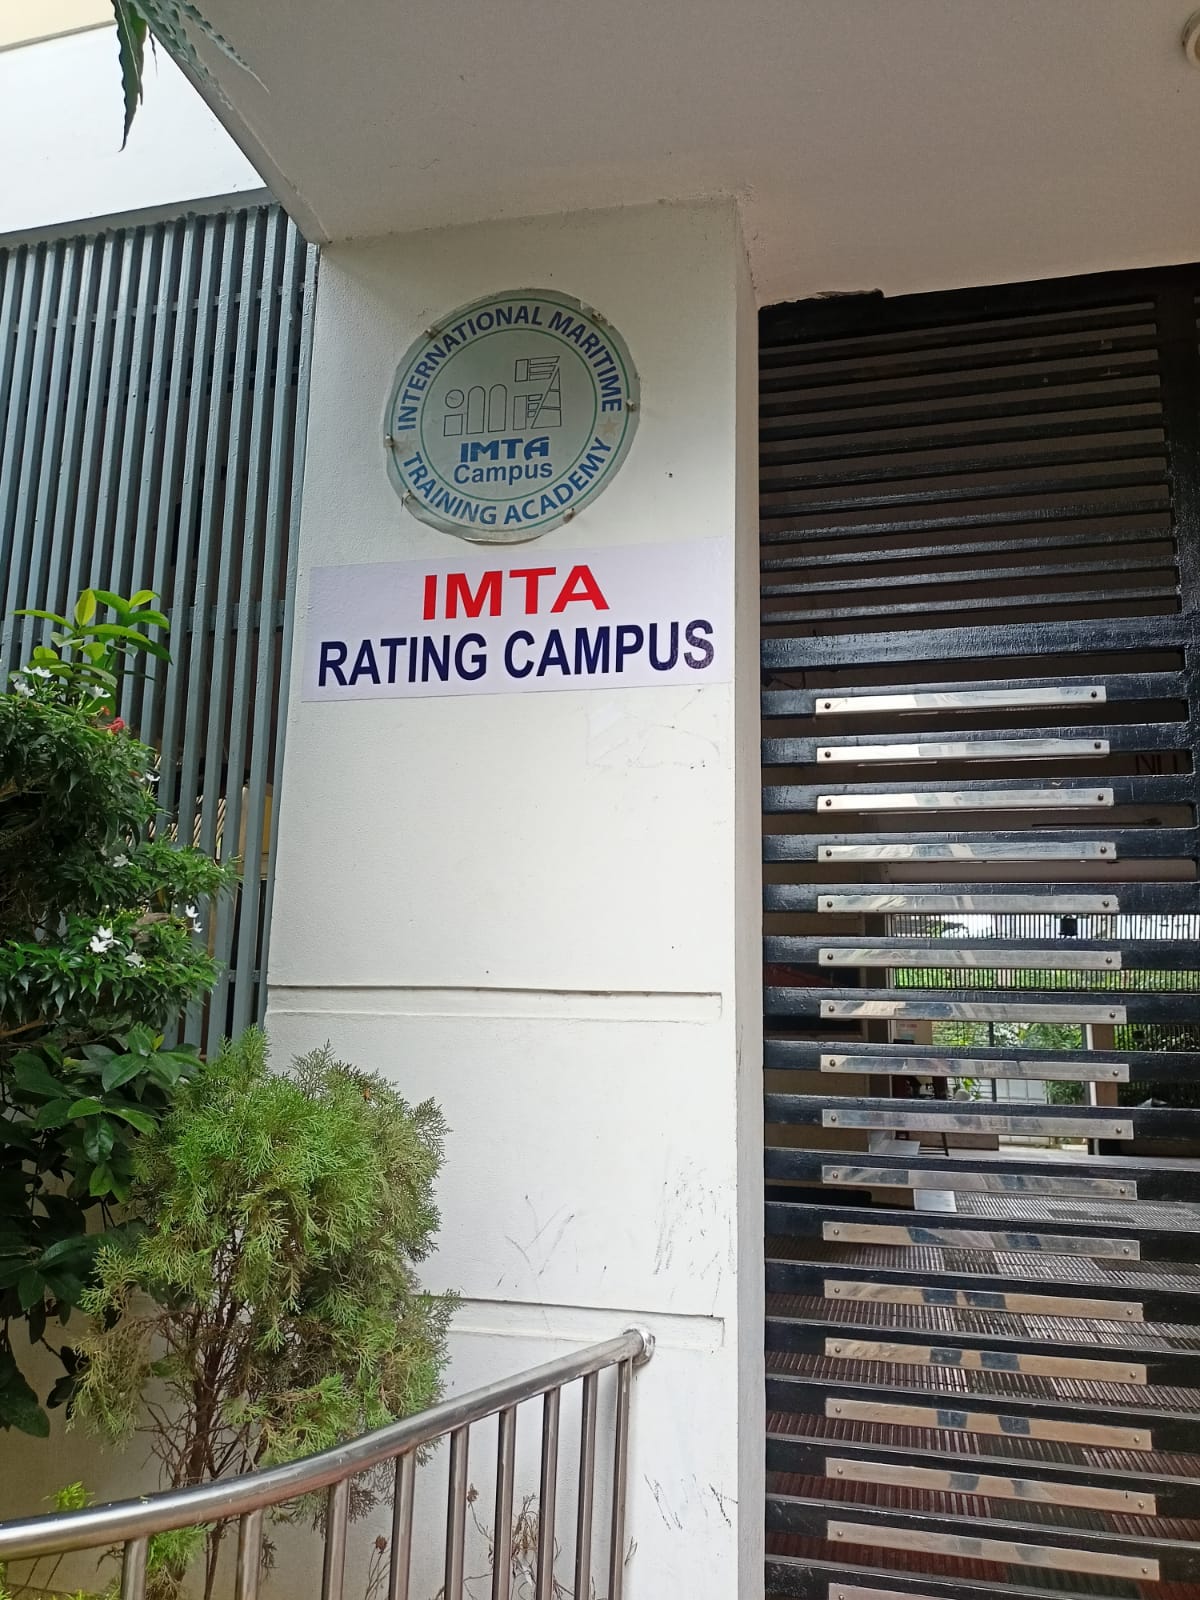 INTERNATIONAL MARITIME
IMTA
Campus
TRAINING ACADEMY
IMTA
RATING CAMPUS